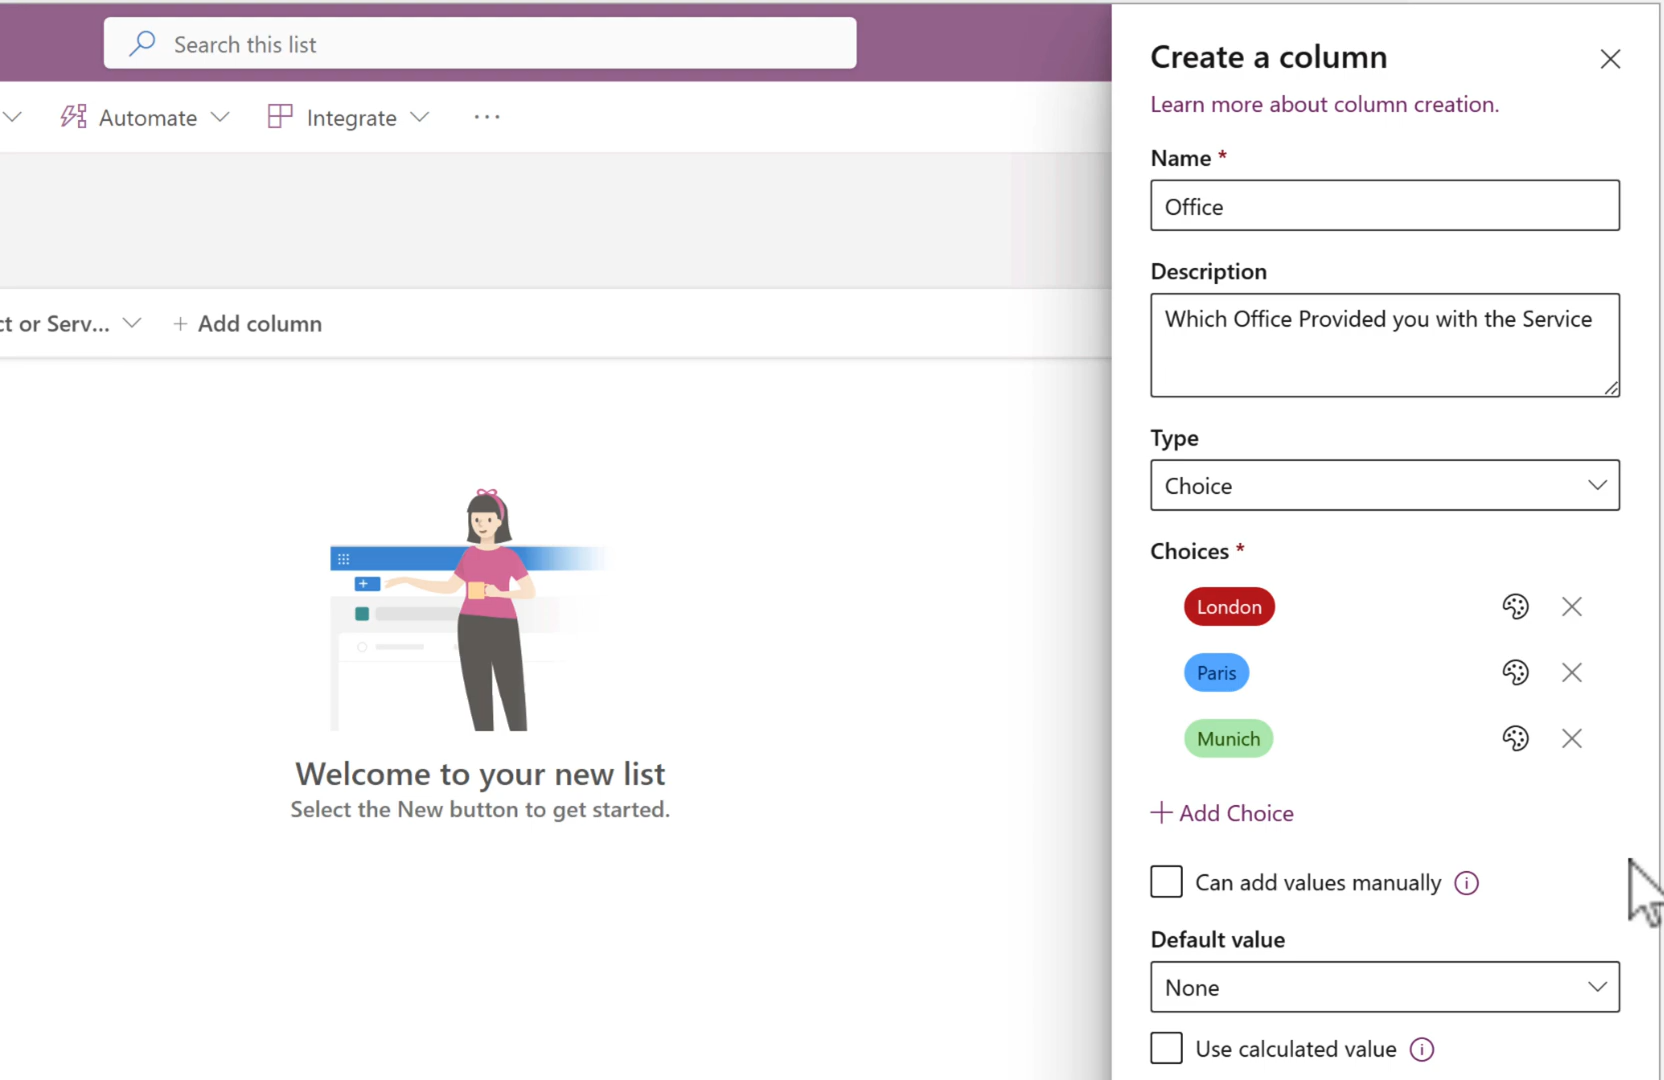 Search this list
Automate
Integrate
ct or Serv...
+ Add column
Welcome to your new list
Select the New button to get started.
Create a column
Learn more about column creation.
Name *
Office
Description
Which Office Provided you with the Service
Type
Choice
Choices *
London
Paris
Munich
+ Add Choice
Can add values manually
Default value
None
Use calculated value